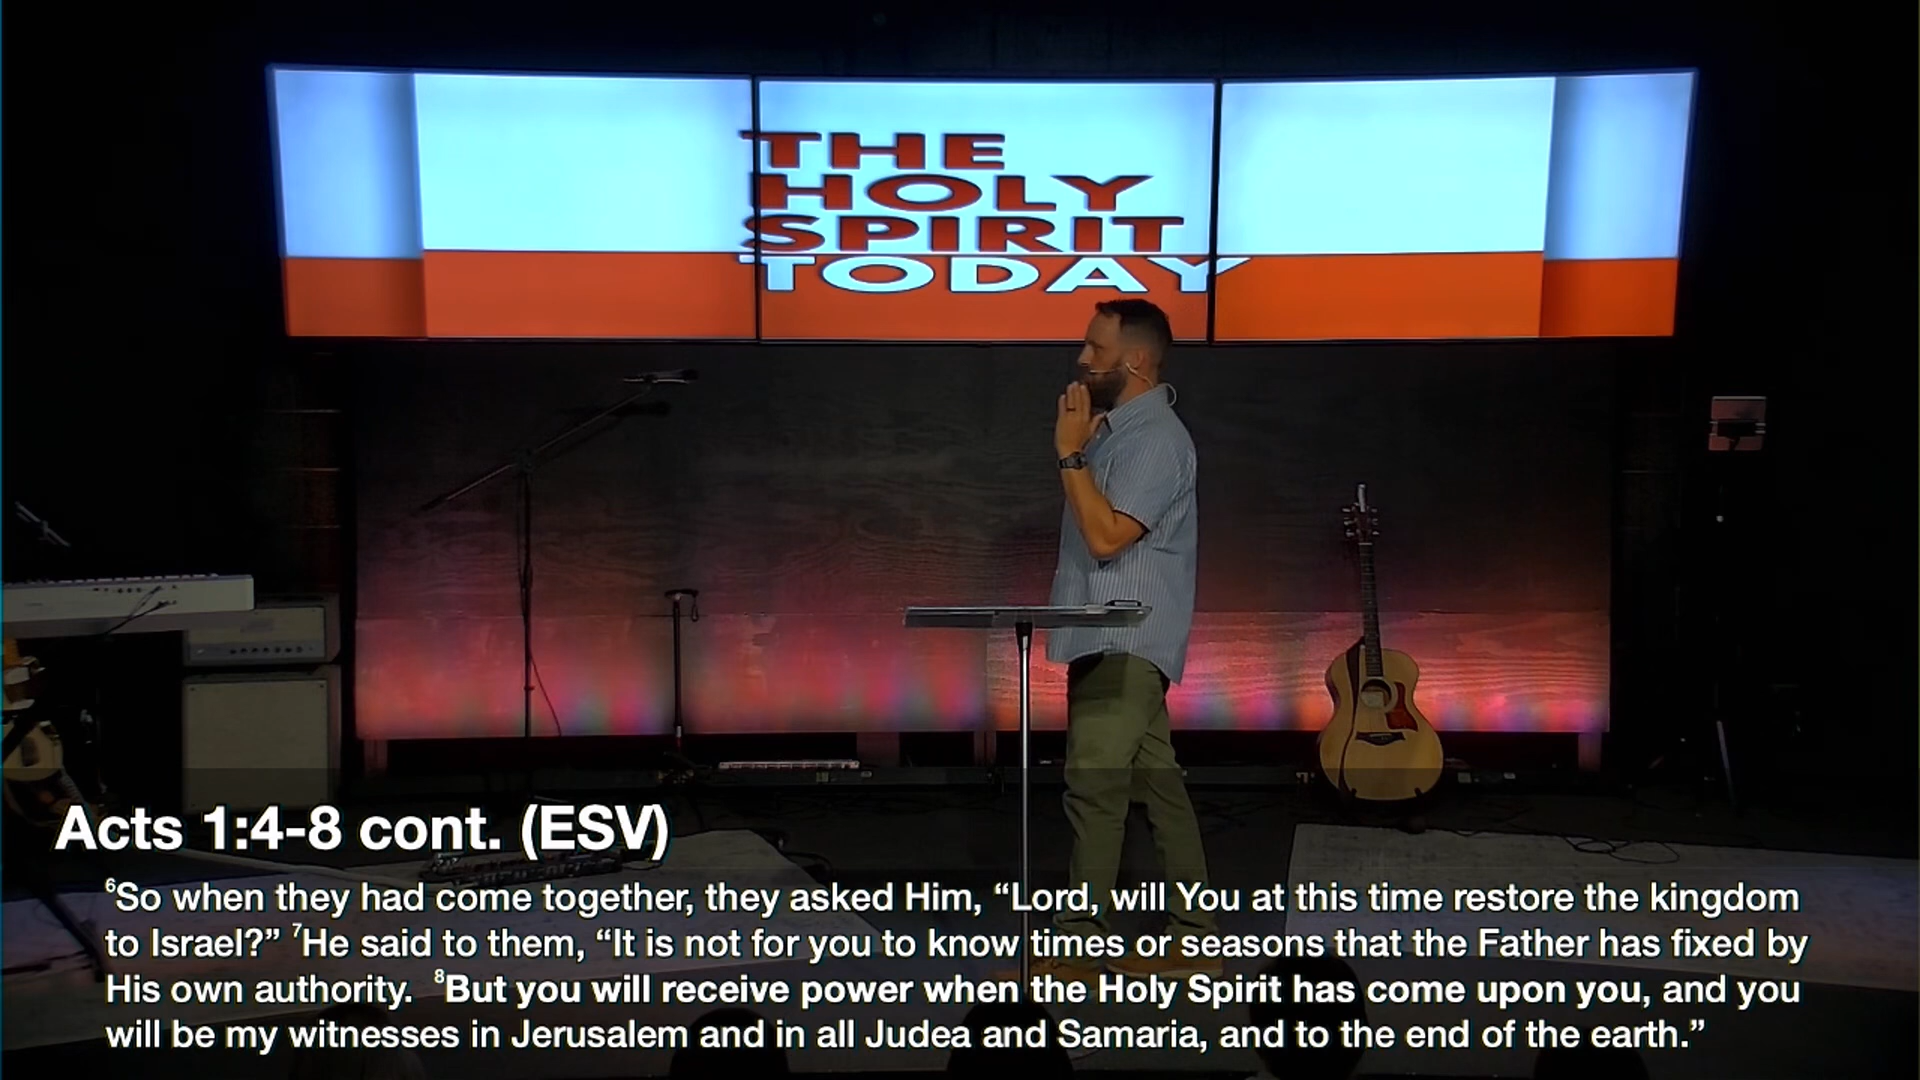 THE
HOLY
SPIRIT
TODAY
Acts 1:4-8 cont. (ESV)
⁶So when they had come together, they asked Him, “Lord, will You at this time restore the kingdom
to Israel?” ⁷He said to them, “It is not for you to know times or seasons that the Father has fixed by
His own authority. ⁸But you will receive power when the Holy Spirit has come upon you, and you
will be my witnesses in Jerusalem and in all Judea and Samaria, and to the end of the earth.”